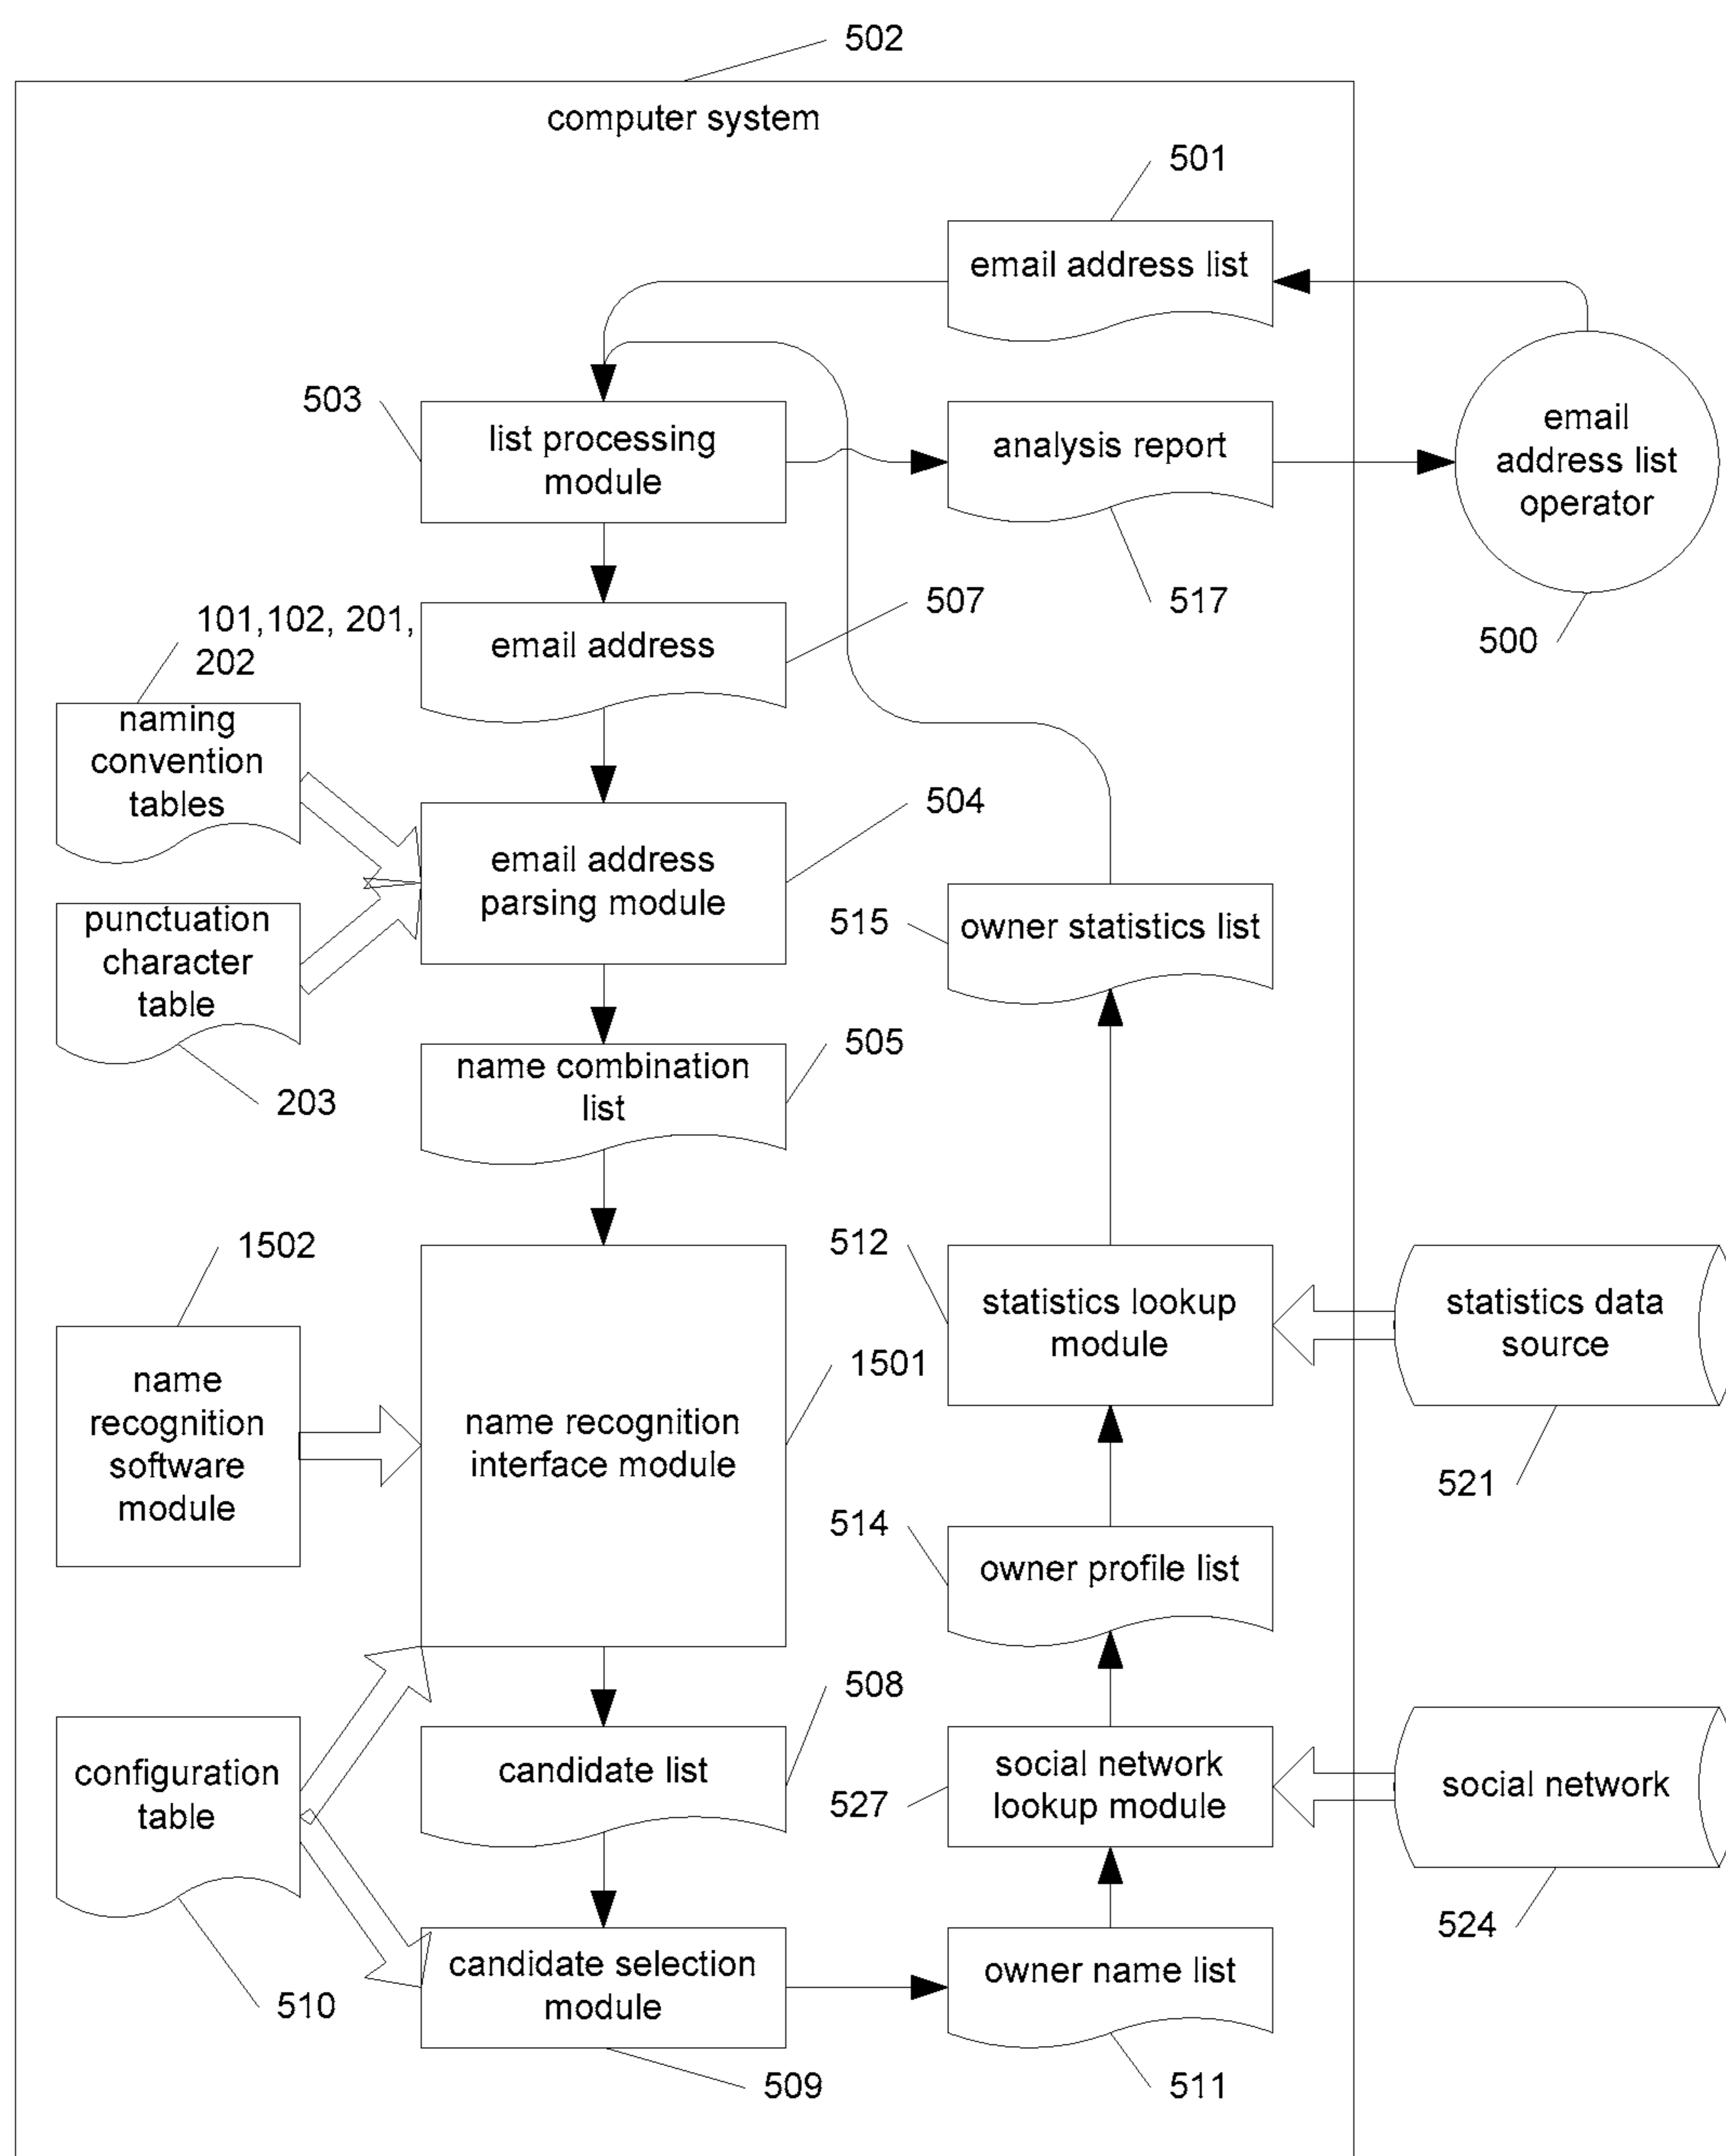 502
computer system
501
email address list
503
list processing
module
analysis report
email
address list
operator
517
500
101,102, 201,
202
email address
507
naming
convention
tables
email address
parsing module
504
punctuation
character
table
203
515
owner statistics list
name combination
list
505
1502
name
recognition
software
module
name recognition
interface module
1501
512
statistics lookup
module
statistics data
source
521
514
owner profile list
508
configuration
table
candidate list
527
social network
lookup module
social network
524
510
candidate selection
module
owner name list
509
511